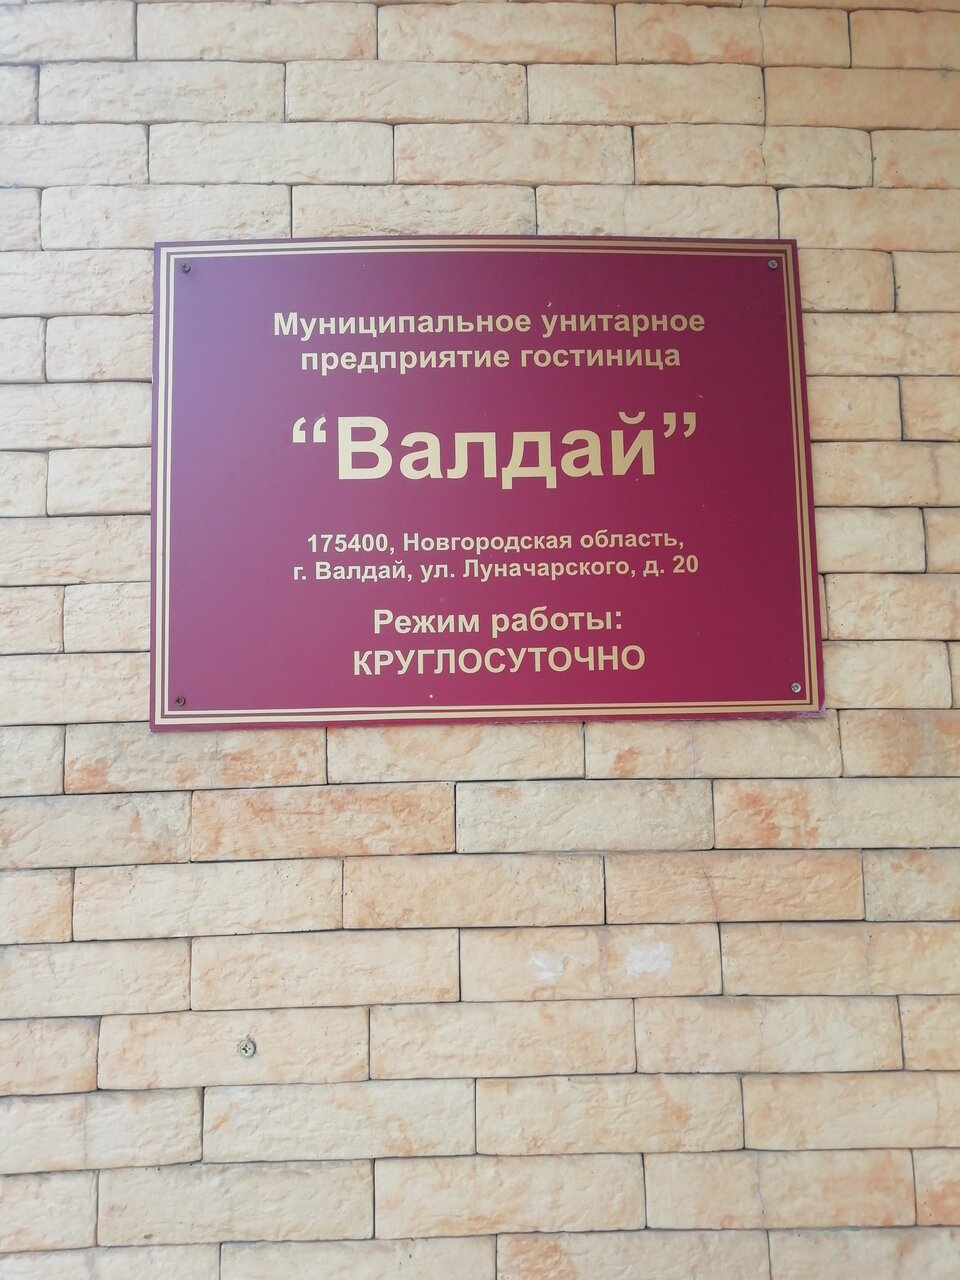 Муниципальное унитарное
предприятие гостиница
“Валдай”
175400, Новгородская область,
г. Валдай, ул. Луначарского, д. 20
Режим работы:
КРУГЛОСУТОЧНО